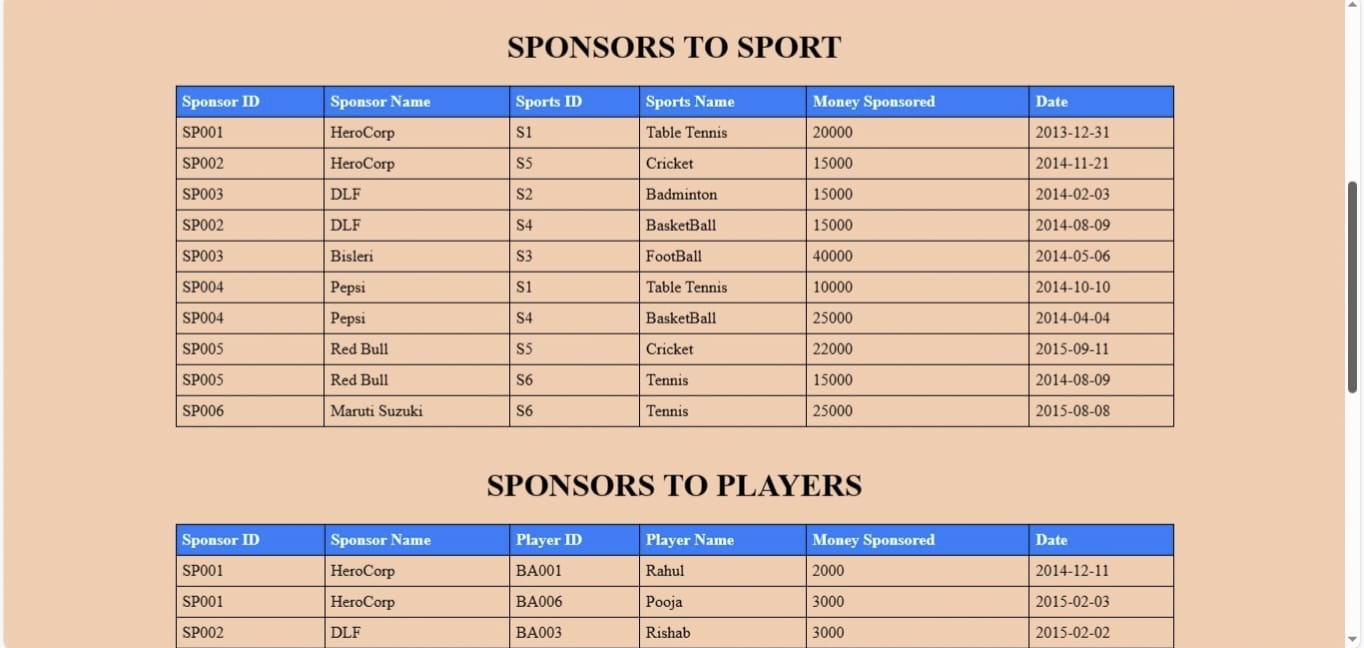 SPONSORS TO SPORT
Sponsor ID Sponsor Name Sports ID Sports Name Money Sponsored Date
SP001 HeroCorp S1 Table Tennis 20000 2013-12-31
SP002 HeroCorp S5 Cricket 15000 2014-11-21
SP003 DLF S2 Badminton 15000 2014-02-03
SP002 DLF S4 BasketBall 15000 2014-08-09
SP003 Bisleri S3 FootBall 40000 2014-05-06
SP004 Pepsi S1 Table Tennis 10000 2014-10-10
SP004 Pepsi S4 BasketBall 25000 2014-04-04
SP005 Red Bull S5 Cricket 22000 2015-09-11
SP005 Red Bull S6 Tennis 15000 2014-08-09
SP006 Maruti Suzuki S6 Tennis 25000 2015-08-08
SPONSORS TO PLAYERS
Sponsor ID Sponsor Name Player ID Player Name Money Sponsored Date
SP001 HeroCorp BA001 Rahul 2000 2014-12-11
SP001 HeroCorp BA006 Pooja 3000 2015-02-03
SP002 DLF BA003 Rishab 3000 2015-02-02